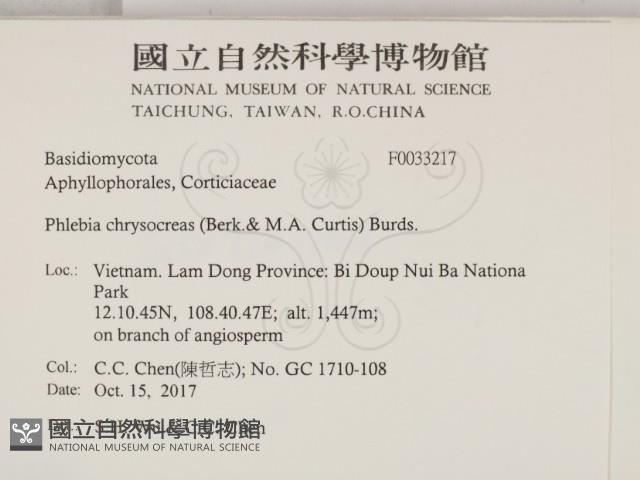 國立自然科學博物館
NATIONAL MUSEUM OF NATURAL SCIENCE
TAICHUNG, TAIWAN, R.O.CHINA
Basidiomycota F0033217
Aphyllophorales, Corticiaceae
Phlebia chrysocreas (Berk.& M.A. Curtis) Burds.
Loc.: Vietnam. Lam Dong Province: Bi Doup Nui Ba Nationa
Park
12.10.45N, 108.40.47E; alt. 1,447m;
on branch of angiosperm
Col.: C.C. Chen(陳哲志); No. GC 1710-108
Date: Oct. 15, 2017
國立自然科學博物館
NATIONAL MUSEUM OF NATURAL SCIENCE